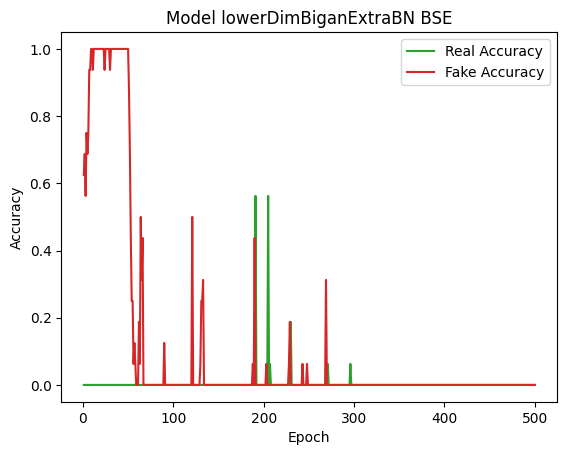 Model lowerDimBiganExtraBN BSE
Real Accuracy
Fake Accuracy
Accuracy
1.0
0.8
0.6
0.4
0.2
0.0
0 100 200 300 400 500
Epoch